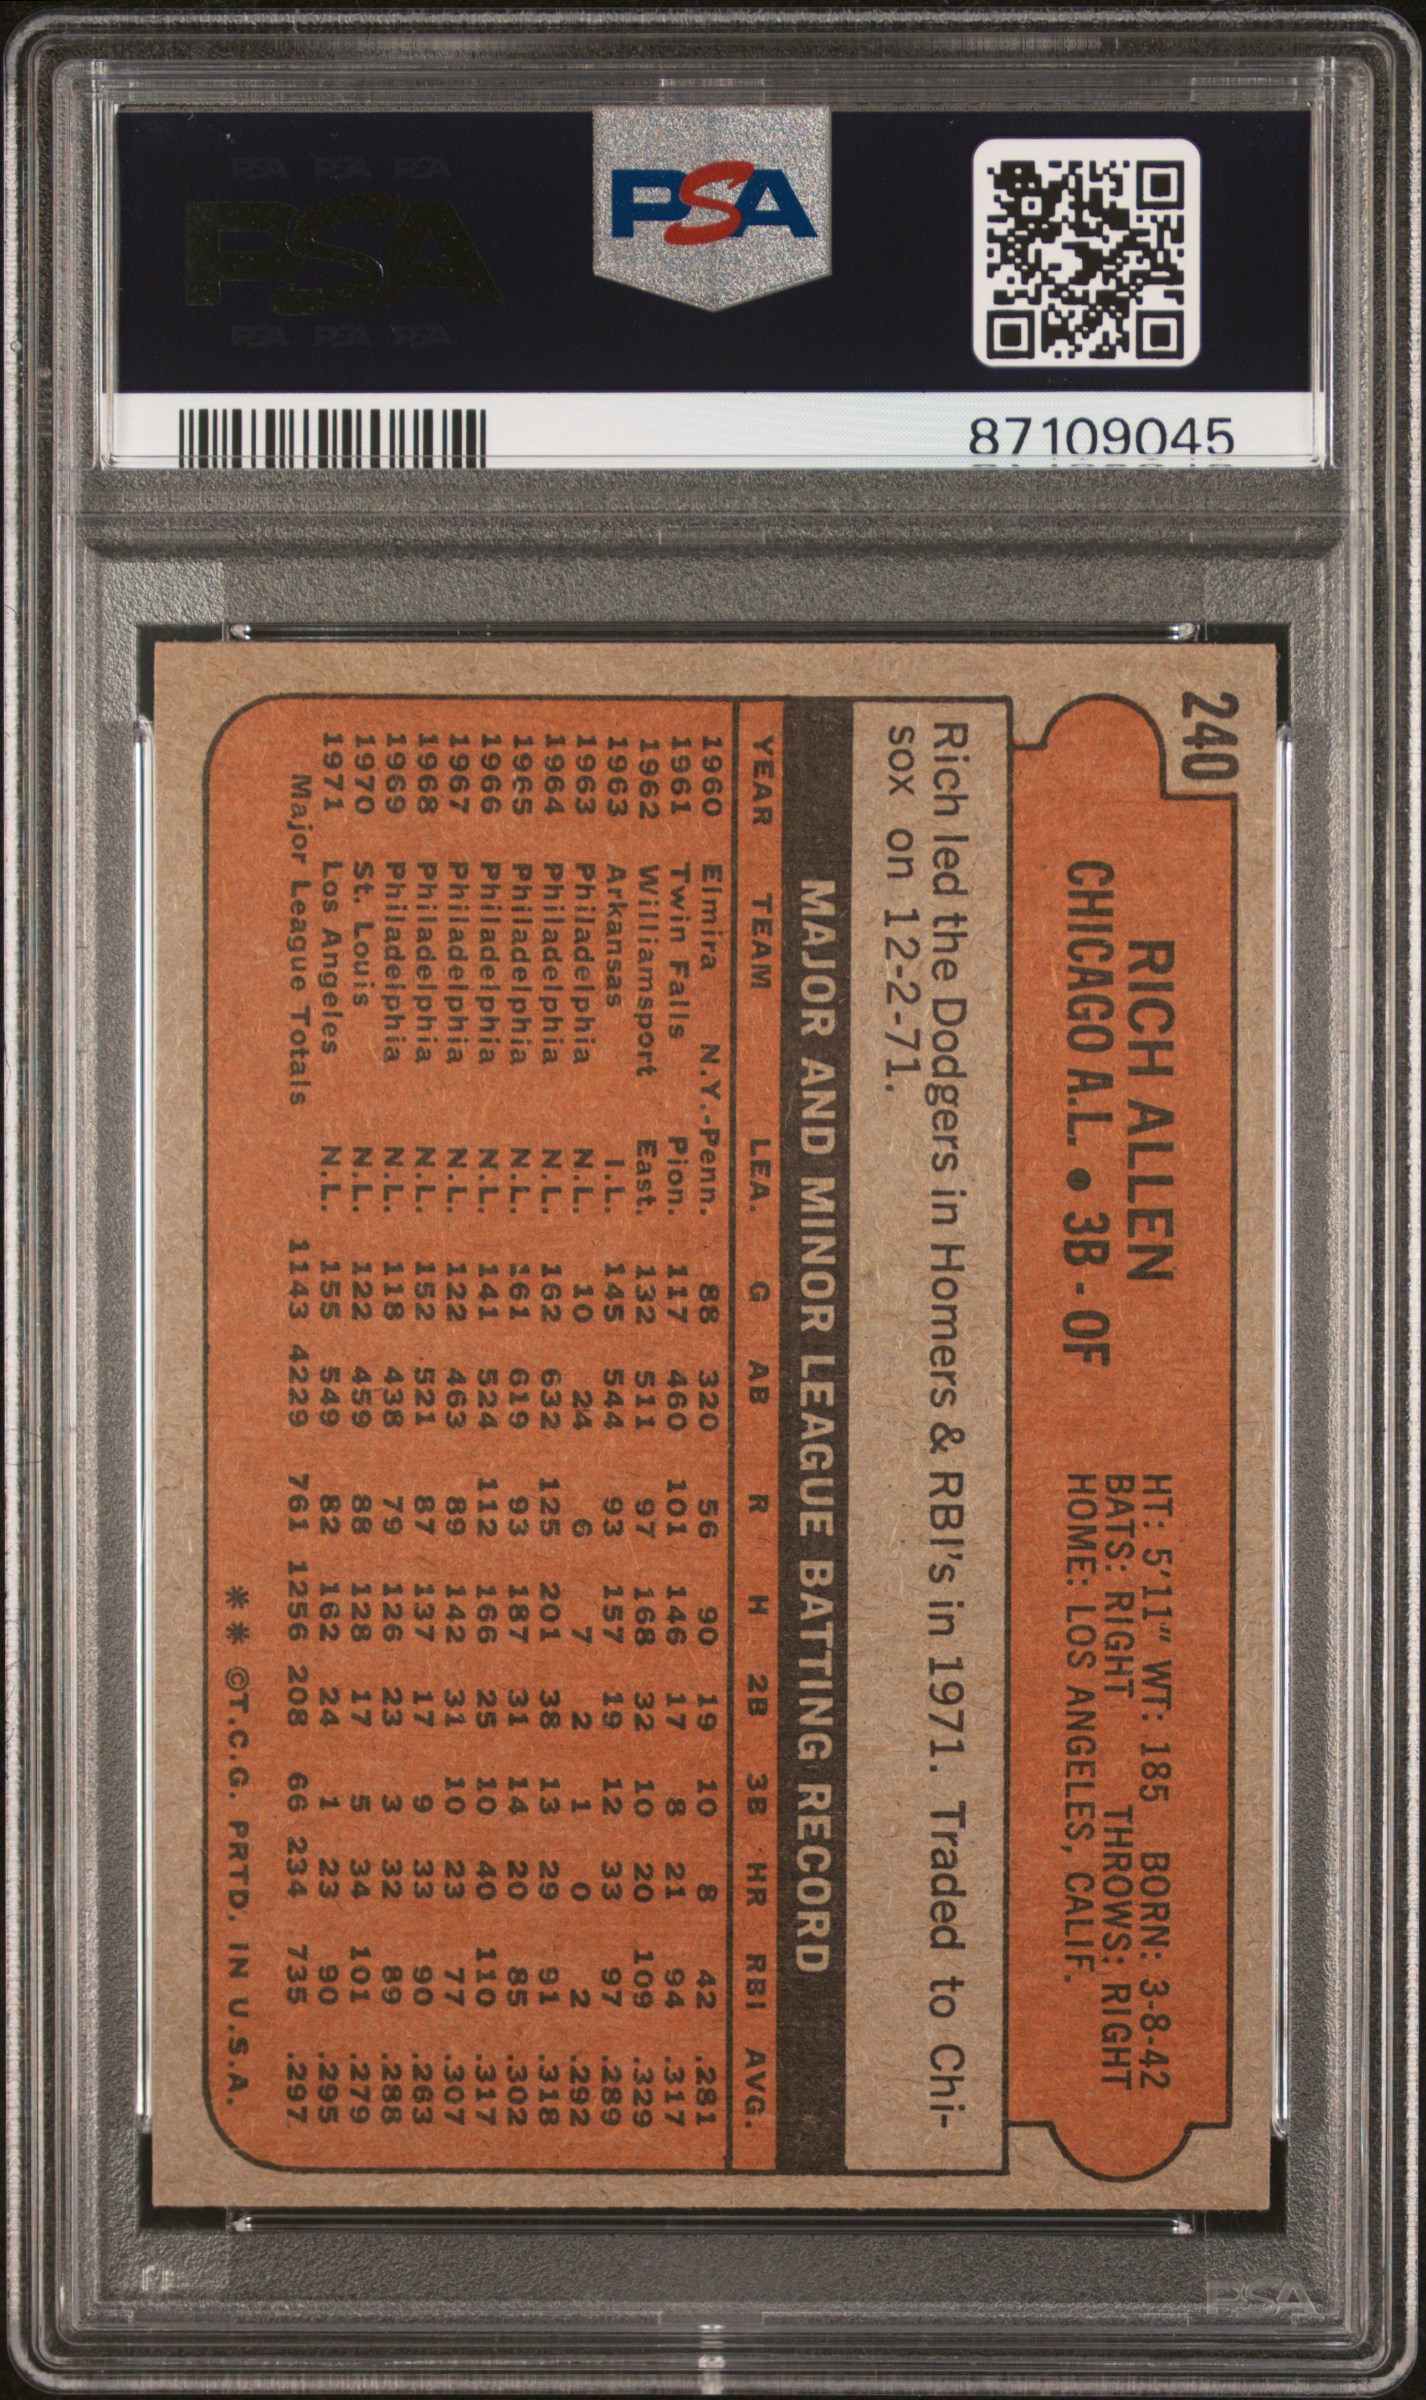 PSA PSA PSA
PSA
PSA PSA PSA
PSA
87109045
240
RICH ALLEN
CHICAGO A.L. • 3B - OF
HT: 5'11" WT: 185 BORN: 3-8-42
BATS: RIGHT THROWS: RIGHT
HOME: LOS ANGELES, CALIF.
Rich led the Dodgers in Homers & RBI's in 1971. Traded to Chi-
sox on 12-2-71.
MAJOR AND MINOR LEAGUE BATTING RECORD
YEAR TEAM LEA. G AB R H 2B 3B HR RBI AVG.
1960 Elmira N.Y.-Penn. 88 320 56 90 19 10 8 42 .281
1961 Twin Falls Pion. 117 460 101 146 17 8 21 94 .317
1962 Williamsport East. 132 511 97 168 32 10 20 109 .329
1963 Arkansas I.L. 145 544 93 157 19 12 33 97 .289
1963 Philadelphia N.L. 10 24 6 7 2 1 0 2 .292
1964 Philadelphia N.L. 162 632 125 201 38 13 29 91 .318
1965 Philadelphia N.L. 161 619 93 187 31 14 20 85 .302
1966 Philadelphia N.L. 141 524 112 166 25 10 40 110 .317
1967 Philadelphia N.L. 122 463 89 142 31 10 23 77 .307
1968 Philadelphia N.L. 152 521 87 137 17 9 33 90 .263
1969 Philadelphia N.L. 118 438 79 126 23 3 32 89 .288
1970 St. Louis N.L. 122 459 88 128 17 5 34 101 .279
1971 Los Angeles N.L. 155 549 82 162 24 1 23 90 .295
Major League Totals 1143 4229 761 1256 208 66 234 735 .297
** ©T.C.G. PRTD. IN U.S.A.
PSA